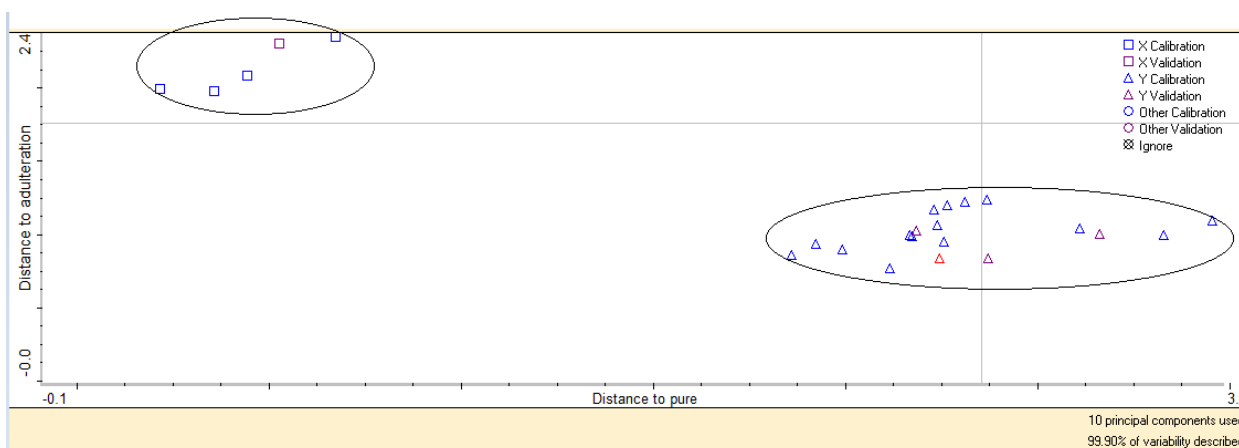 2.4
X Calibration
X Validation
Y Calibration
Y Validation
Other Calibration
Other Validation
Ignore
Distance to adulteration
-0.0
-0.1
Distance to pure
3.
10 principal components use
99.90% of variability describe